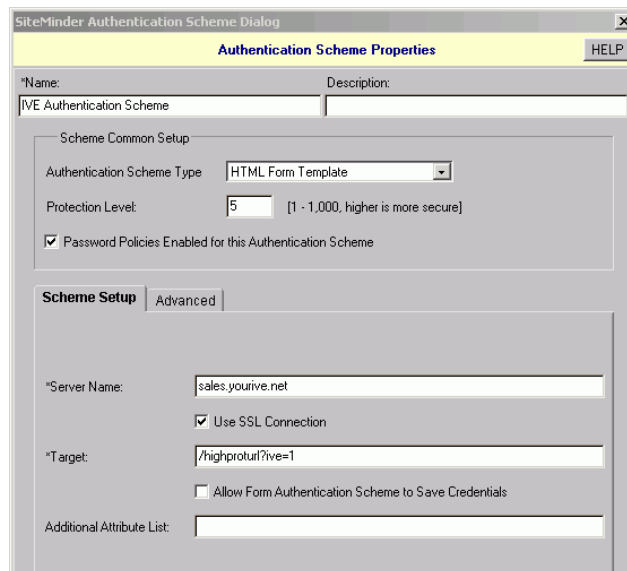 SiteMinder Authentication Scheme Dialog
Authentication Scheme Properties
HELP
*Name: Description:
IVE Authentication Scheme
Scheme Common Setup
Authentication Scheme Type HTML Form Template
Protection Level: 5 [1 - 1,000, higher is more secure]
Password Policies Enabled for this Authentication Scheme
Scheme Setup Advanced
*Server Name: sales.yourive.net
Use SSL Connection
*Target: /highproturl?ive=1
Allow Form Authentication Scheme to Save Credentials
Additional Attribute List: